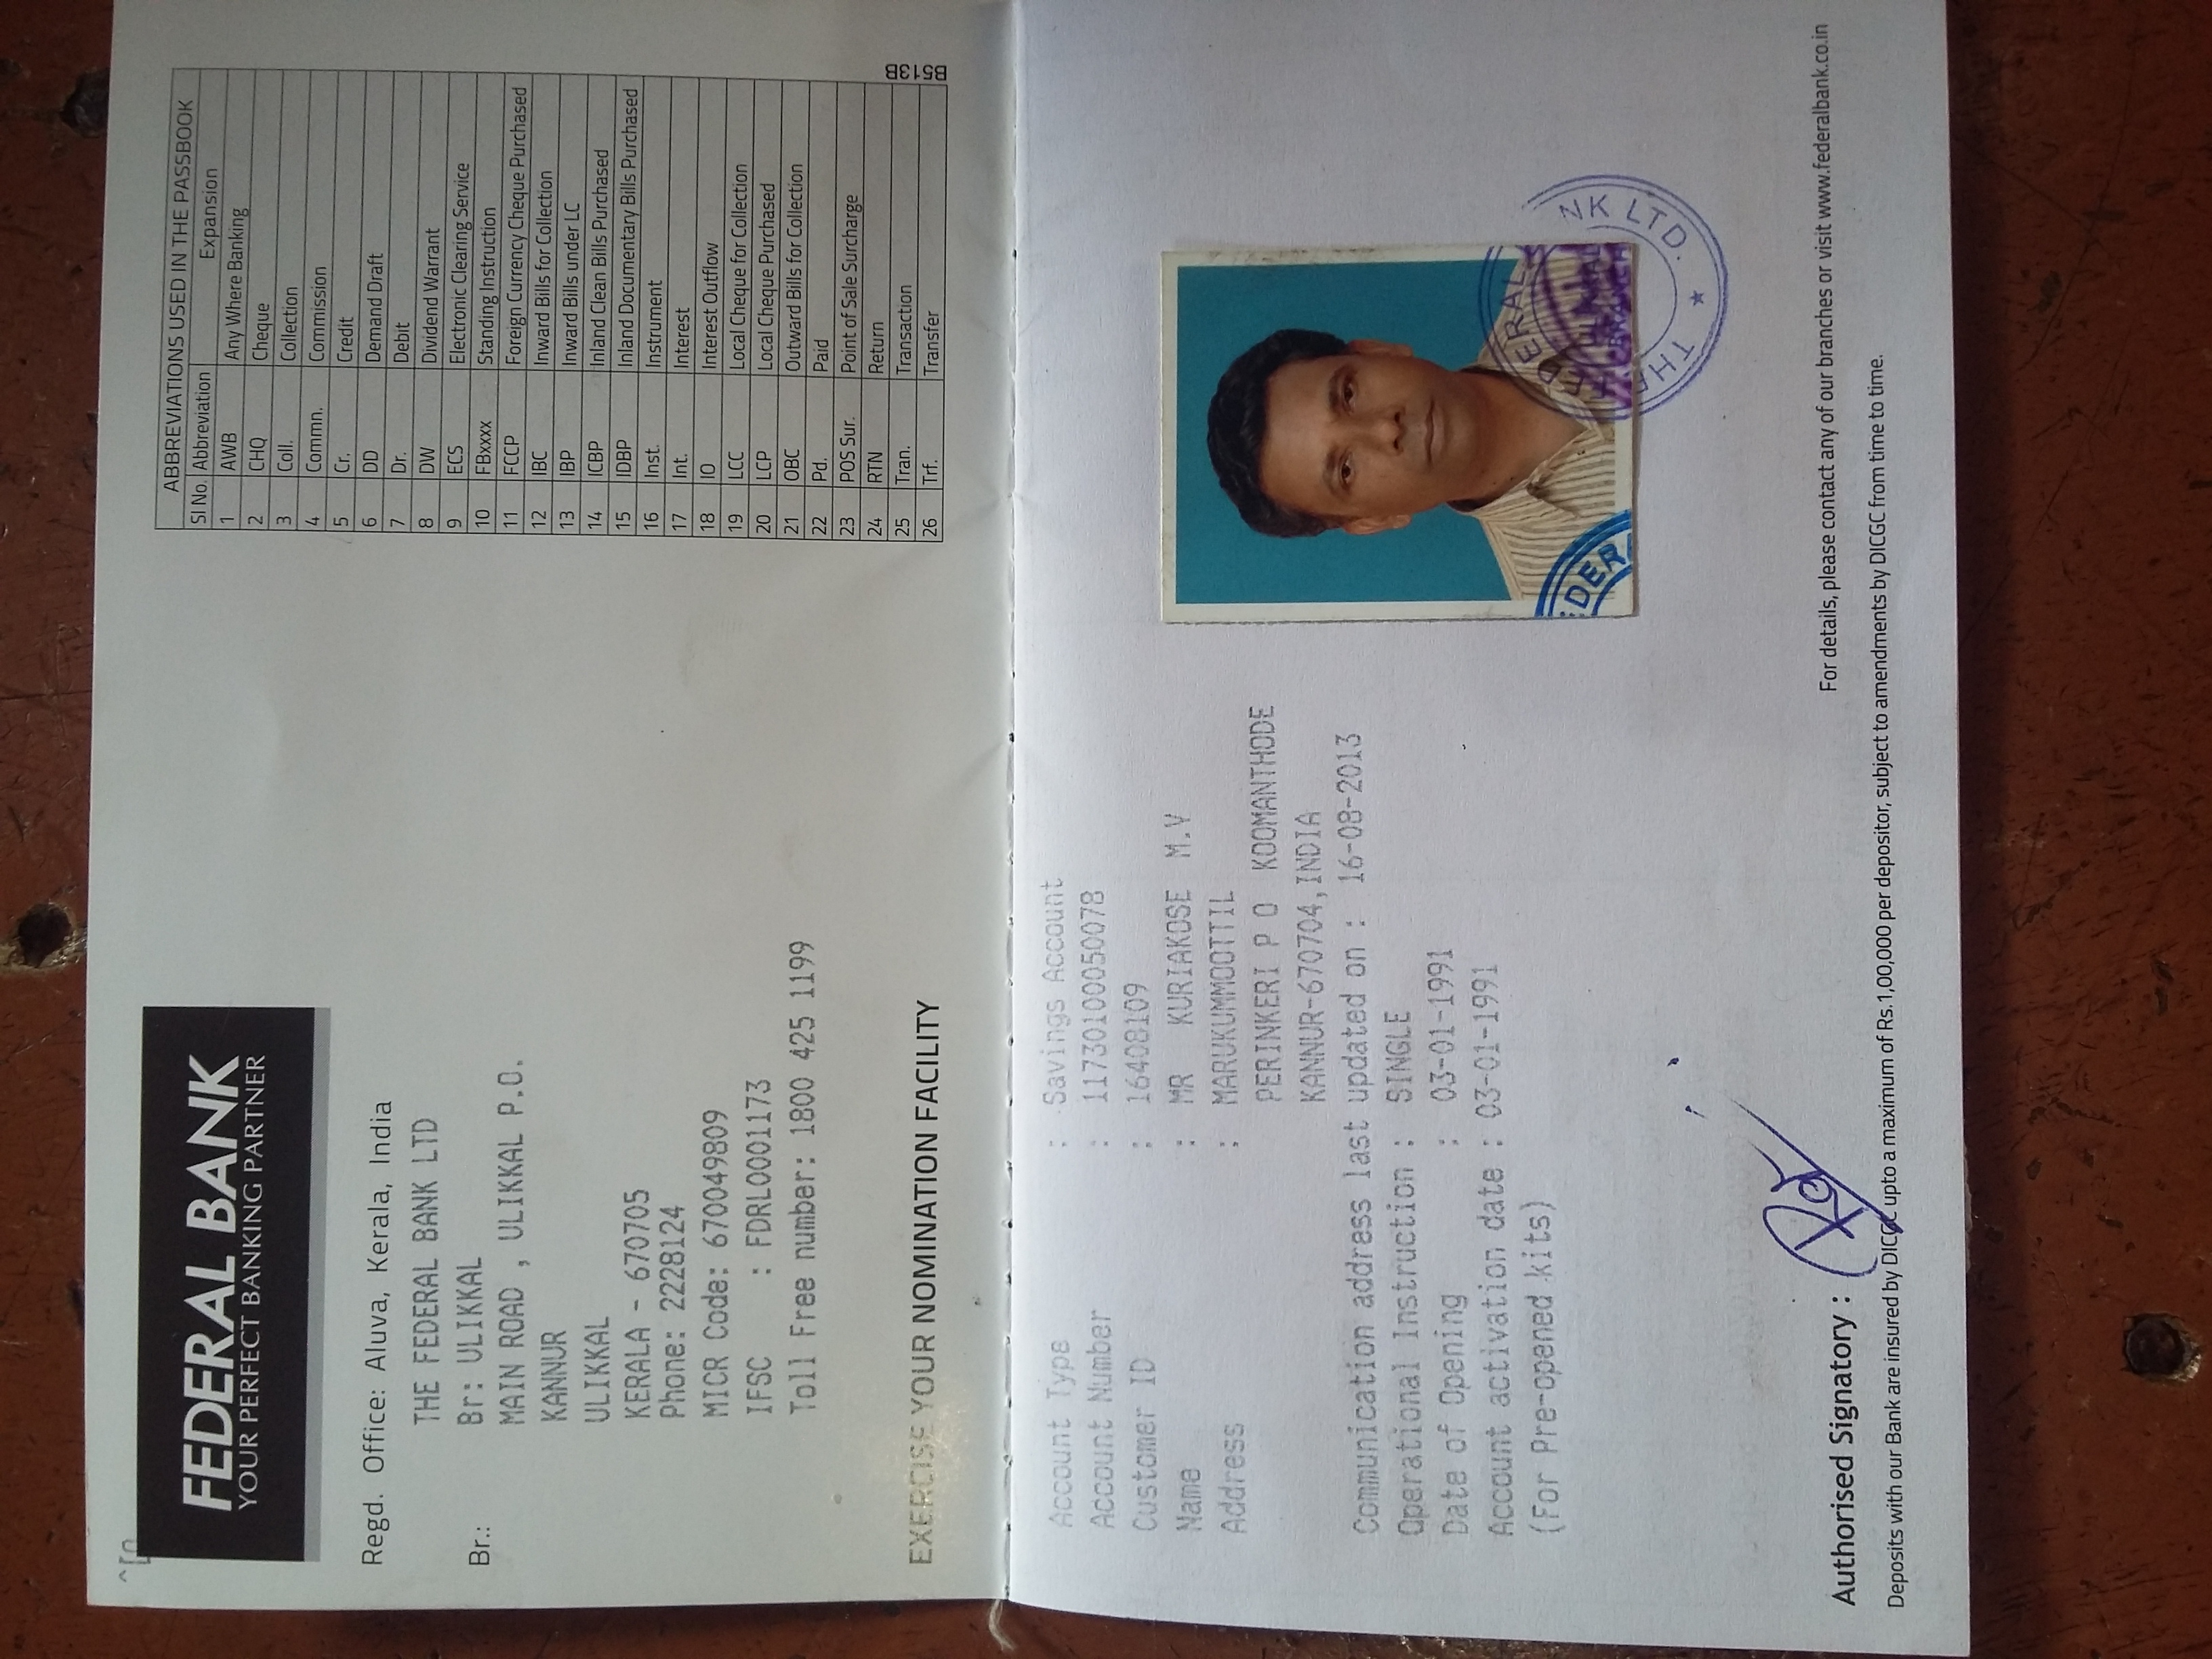 FEDERAL BANK
YOUR PERFECT BANKING PARTNER
Regd. Office: Aluva, Kerala, India
THE FEDERAL BANK LTD
Br.: Br: ULIKKAL
MAIN ROAD , ULIKKAL P.O.
KANNUR
ULIKKAL
KERALA - 670705
Phone: 2228124
MICR Code: 670049809
IFSC : FDRL0001173
Toll Free number: 1800 425 1199
EXERCISE YOUR NOMINATION FACILITY
ABBREVIATIONS USED IN THE PASSBOOK
Sl No. Abbreviation Expansion
1 AWB Any Where Banking
2 CHQ Cheque
3 Coll. Collection
4 Commn. Commission
5 Cr. Credit
6 DD Demand Draft
7 Dr. Debit
8 DW Dividend Warrant
9 ECS Electronic Clearing Service
10 FBxxxx Standing Instruction
11 FCCP Foreign Currency Cheque Purchased
12 IBC Inward Bills for Collection
13 IBP Inward Bills under LC
14 ICBP Inland Clean Bills Purchased
15 IDBP Inland Documentary Bills Purchased
16 Inst. Instrument
17 Int. Interest
18 IO Interest Outflow
19 LCC Local Cheque for Collection
20 LCP Local Cheque Purchased
21 OBC Outward Bills for Collection
22 Pd. Paid
23 POS Sur. Point of Sale Surcharge
24 RTN Return
25 Tran. Transaction
26 Trf. Transfer
B513B
Account Type : Savings Account
Account Number : 11730100050078
Customer ID : 16408109
Name : MR KURIAKOSE M.V
Address : MARUKUMMOOTTIL
PERINKERI P O KOOMANTHODE
KANNUR-670704,INDIA
Communication address last updated on : 16-08-2013
Operational Instruction : SINGLE
Date of Opening : 03-01-1991
Account activation date : 03-01-1991
(For Pre-opened kits)
EDERA
THE FEDERAL NK LTD.
BRANCH
Authorised Signatory :
For details, please contact any of our branches or visit www.federalbank.co.in
Deposits with our Bank are insured by DICGC upto a maximum of Rs.1,00,000 per depositor, subject to amendments by DICGC from time to time.